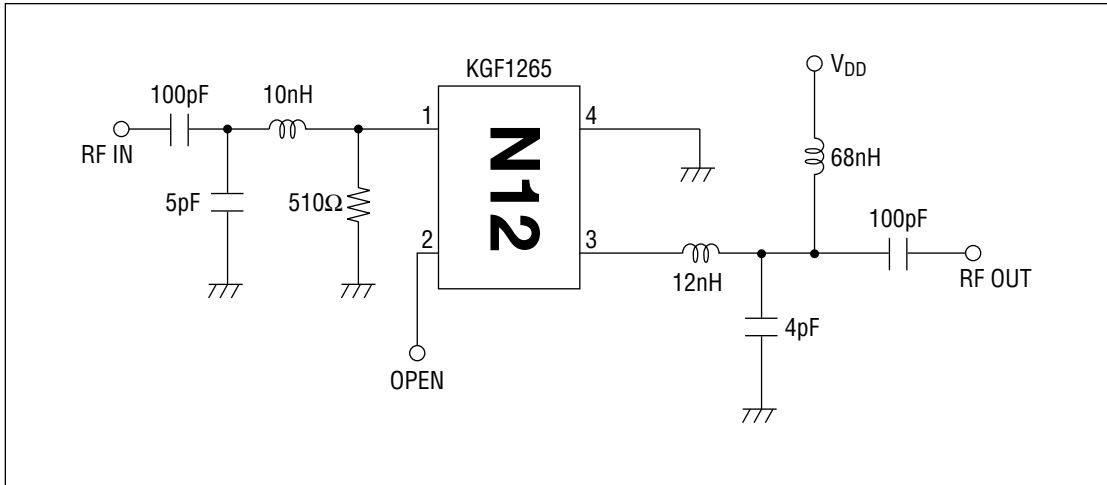 KGF1265
V_DD
100pF
10nH
1
4
RF IN
N12
68nH
5pF
510Ω
100pF
2
3
12nH
RF OUT
4pF
OPEN